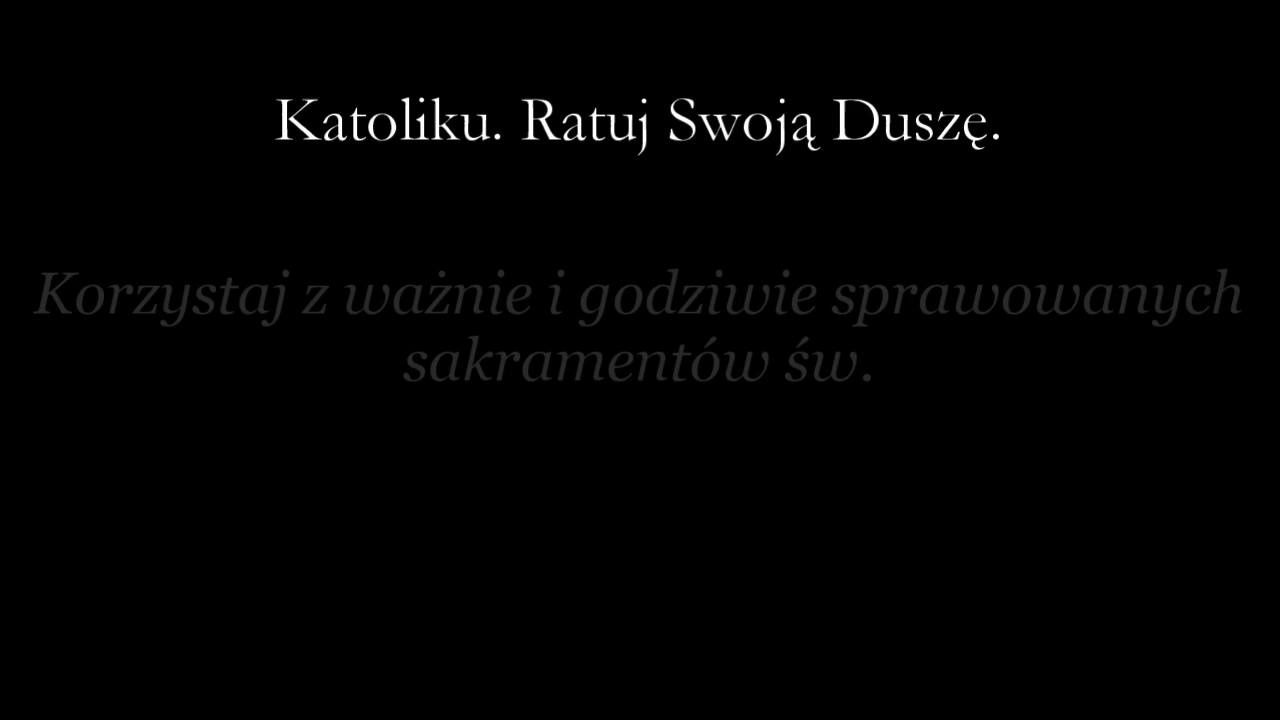 Katoliku. Ratuj Swoją Duszę.
Korzystaj z ważnie i godziwie sprawowanych
sakramentów św.